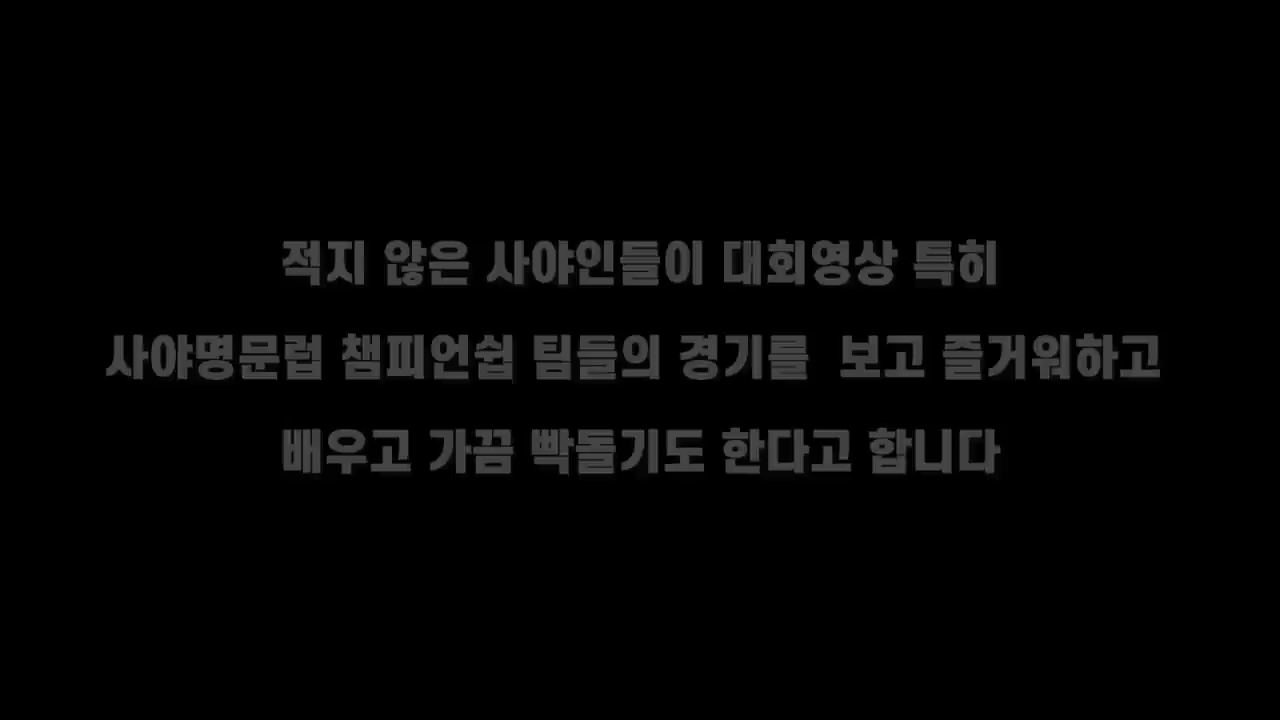 적지 않은 사야인들이 대회영상 특히
사야명문럽 챔피언쉽 팀들의 경기를 보고 즐거워하고
배우고 가끔 빡돌기도 한다고 합니다